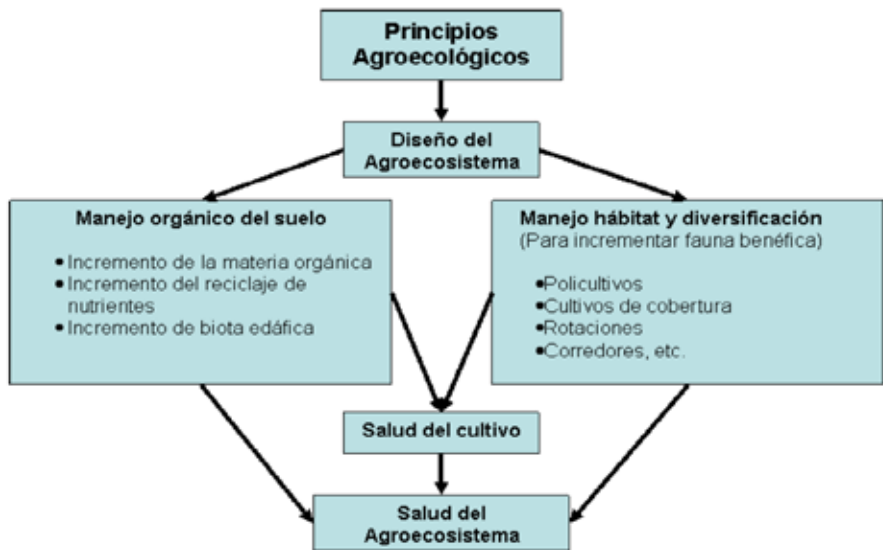 Principios
Agroecológicos
Diseño del
Agroecosistema
Manejo orgánico del suelo
• Incremento de la materia orgánica
• Incremento del reciclaje de
nutrientes
• Incremento de biota edáfica
Manejo hábitat y diversificación
(Para incrementar fauna benéfica)
•Policultivos
•Cultivos de cobertura
•Rotaciones
•Corredores, etc.
Salud del cultivo
Salud del
Agroecosistema